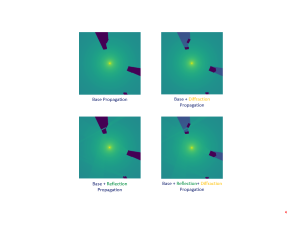 Base Propagation
Base + Diffraction
Propagation
Base + Reflection
Propagation
Base + Reflection+ Diffraction
Propagation